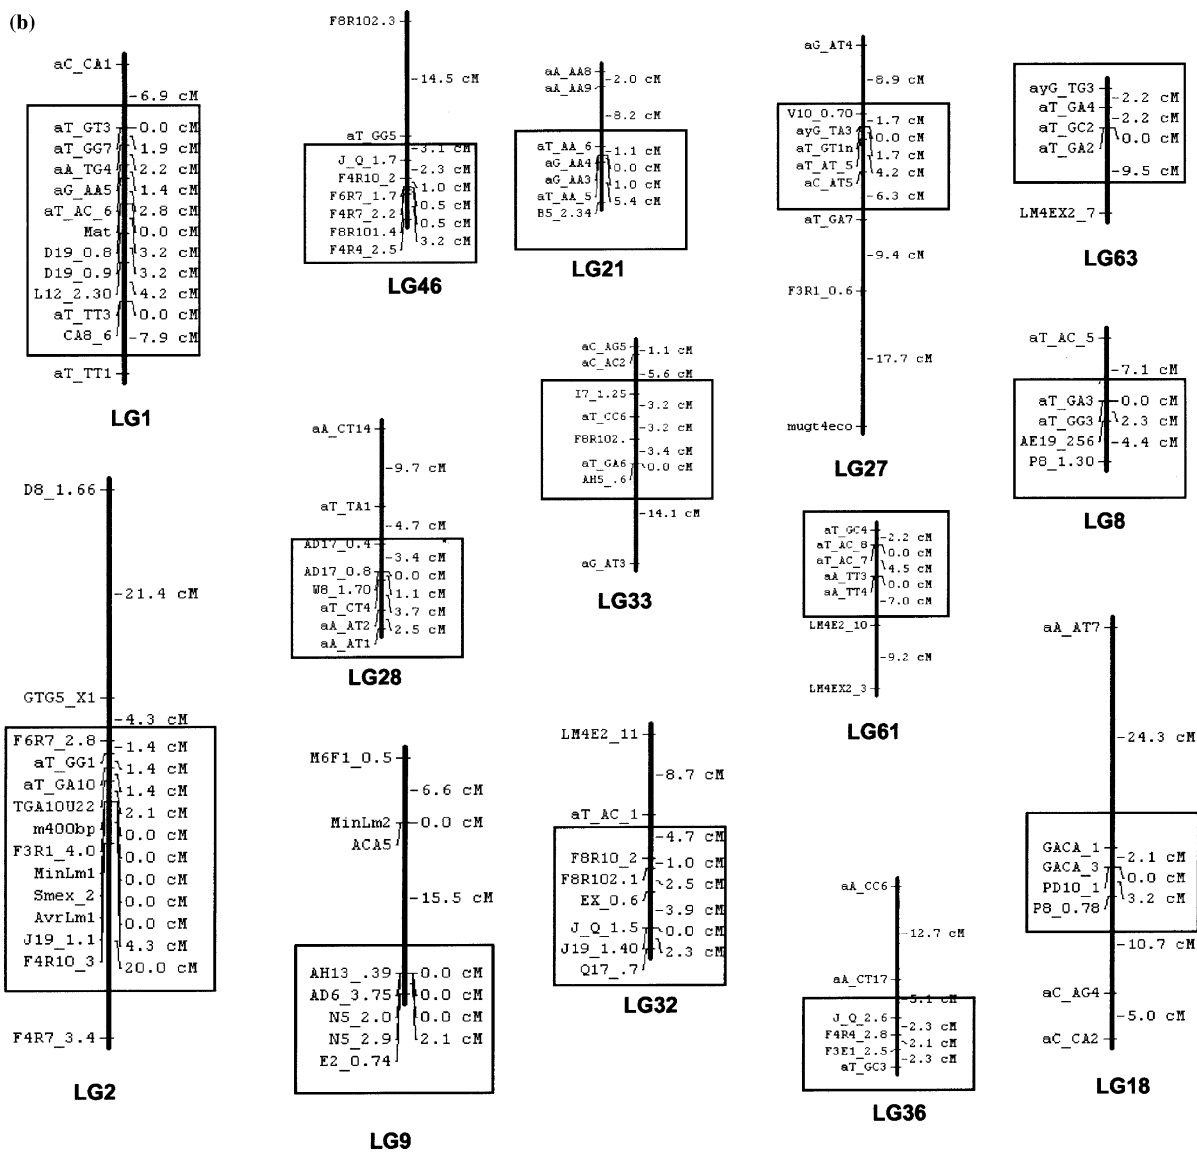 (b)
aC_CA1
-6.9 cM
aT_GT3
0.0 cM
aT_GG7
1.9 cM
aA_TG4
2.2 cM
aG_AA5
1.4 cM
aT_AC_6
2.8 cM
Mat
0.0 cM
D19_0.8
3.2 cM
D19_0.9
3.2 cM
L12_2.30
4.2 cM
aT_TT3
0.0 cM
CA8_6
-7.9 cM
aT_TT1
LG1
F8R102.3
-14.5 cM
aT_GG5
-3.1 cM
J_Q_1.7
-2.3 cM
F4R10_2
1.0 cM
F6R7_1.7
0.5 cM
F4R7_2.2
0.5 cM
F8R101.4
3.2 cM
F4R4_2.5
LG46
aA_AA8
-2.0 cM
aA_AA9
-8.2 cM
aT_AA_6
-1.1 cM
aG_AA4
0.0 cM
aG_AA3
1.0 cM
aT_AA_5
5.4 cM
B5_2.34
LG21
aG_AT4
-8.9 cM
V10_0.70
-1.7 cM
ayG_TA3
0.0 cM
aT_GT1n
1.7 cM
aT_AT_5
4.2 cM
aC_AT5
-6.3 cM
aT_GA7
-9.4 cM
F3R1_0.6
-17.7 cM
mugt4eco
LG27
ayG_TG3
-2.2 cM
aT_GA4
-2.2 cM
aT_GC2
0.0 cM
aT_GA2
-9.5 cM
LM4EX2_7
LG63
aC_AG5
-1.1 cM
aC_AC2
-5.6 cM
I7_1.25
-3.2 cM
aT_CC6
-3.2 cM
F8R102.
-3.4 cM
aT_GA6
0.0 cM
AH5_.6
-14.1 cM
aG_AT3
LG33
aT_AC_5
-7.1 cM
aT_GA3
0.0 cM
aT_GG3
2.3 cM
AE19_256
-4.4 cM
P8_1.30
LG8
D8_1.66
-21.4 cM
GTG5_X1
-4.3 cM
F6R7_2.8
-1.4 cM
aT_GG1
1.4 cM
aT_GA10
1.4 cM
TGA10U22
2.1 cM
m400bp
0.0 cM
F3R1_4.0
0.0 cM
MinLm1
0.0 cM
Smex_2
0.0 cM
AvrLm1
0.0 cM
J19_1.1
4.3 cM
F4R10_3
20.0 cM
F4R7_3.4
LG2
aA_CT14
-9.7 cM
aT_TA1
-4.7 cM
AD17_0.4
-3.4 cM
AD17_0.8
0.0 cM
W8_1.70
1.1 cM
aT_CT4
3.7 cM
aA_AT2
2.5 cM
aA_AT1
LG28
aT_GC4
-2.2 cM
aT_AC_8
0.0 cM
aT_AC_7
4.5 cM
aA_TT3
0.0 cM
aA_TT4
-7.0 cM
LM4E2_10
-9.2 cM
LM4EX2_3
LG61
M6F1_0.5
-6.6 cM
MinLm2
0.0 cM
ACA5
-15.5 cM
AH13_.39
0.0 cM
AD6_3.75
0.0 cM
N5_2.0
0.0 cM
N5_2.9
2.1 cM
E2_0.74
LG9
LM4E2_11
-8.7 cM
aT_AC_1
-4.7 cM
F8R10_2
-1.0 cM
F8R102.1
2.5 cM
EX_0.6
-3.9 cM
J_Q_1.5
0.0 cM
J19_1.40
2.3 cM
Q17_.7
LG32
aA_CC6
-12.7 cM
aA_CT17
-5.1 cM
J_Q_2.6
-2.3 cM
F4R4_2.8
-2.1 cM
F3E1_2.5
-2.3 cM
aT_GC3
LG36
aA_AT7
-24.3 cM
GACA_1
-2.1 cM
GACA_3
0.0 cM
PD10_1
3.2 cM
P8_0.78
-10.7 cM
aC_AG4
-5.0 cM
aC_CA2
LG18